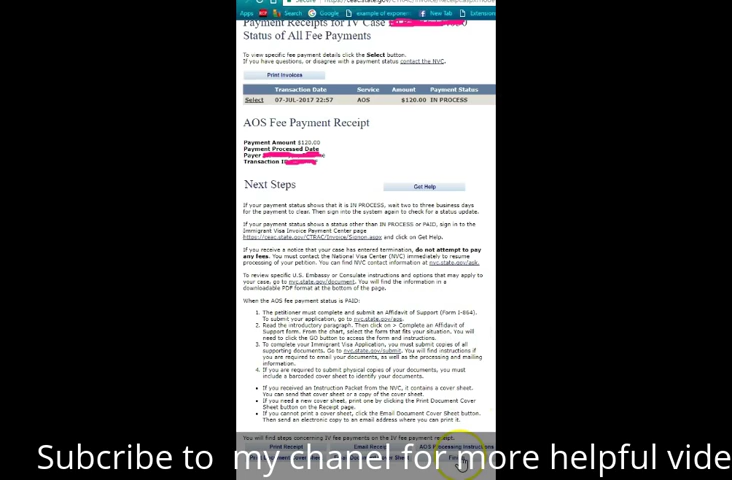 Apps
Search
Google
example of exponen
New Tab
Extension
Payment Receipts for IV Case
Status of All Fee Payments
To view specific fee payment details click the Select button.
If you have questions, or disagree with a payment status contact the NVC.
Print Invoices
Transaction Date Service Amount Payment Status
Select 07-JUL-2017 22:57 AOS $120.00 IN PROCESS
AOS Fee Payment Receipt
Payment Amount $120.00
Payment Processed Date
Payer
Transaction I
Next Steps
Get Help
If your payment status shows that it is IN PROCESS, wait two to three business days
for the payment to clear. Then sign into the system again to check for a status update.
If your payment status shows a status other than IN PROCESS or PAID, sign in to the
Immigrant Visa Invoice Payment Center page
https://ceac.state.gov/CTRAC/Invoice/Signon.aspx and click on Get Help.
If you receive a notice that your case has entered termination, do not attempt to pay
any fees. You must contact the National Visa Center (NVC) immediately to resume
processing of your petition. You can find NVC contact information at nvc.state.gov/ask.
To review specific U.S. Embassy or Consulate instructions and options that may apply to
your case, go to nvc.state.gov/document. You will find the information in a
downloadable PDF format at the bottom of the page.
When the AOS fee payment status is PAID:
1. The petitioner must complete and submit an Affidavit of Support (Form I-864).
To submit your application, go to nvc.state.gov/aos.
2. Read the introductory paragraph. Then click on > Complete an Affidavit of
Support form. From the chart, select the form that fits your situation. You will
need to click the GO button to access the form and instructions.
3. To complete your Immigrant Visa Application, you must submit copies of all
supporting documents. Go to nvc.state.gov/submit. You will find instructions if
you are required to email your documents, as well as the processing and mailing
information.
4. If you are required to submit physical copies of your documents, you must
include a barcoded cover sheet to identify your documents.
• If you received an Instruction Packet from the NVC, it contains a cover sheet.
You can send that cover sheet or a copy of the cover sheet.
• If you need a new cover sheet, print one by clicking the Print Document Cover
Sheet button on the Receipt page.
• If you cannot print a cover sheet, click the Email Document Cover Sheet button.
Then send an electronic copy to an email address where you can print it.
You will find steps concerning IV fee payments on the IV fee payment receipt.
Print Receipt Email Receipt AOS Processing Instructions
Subcribe to my chanel for more helpful vide